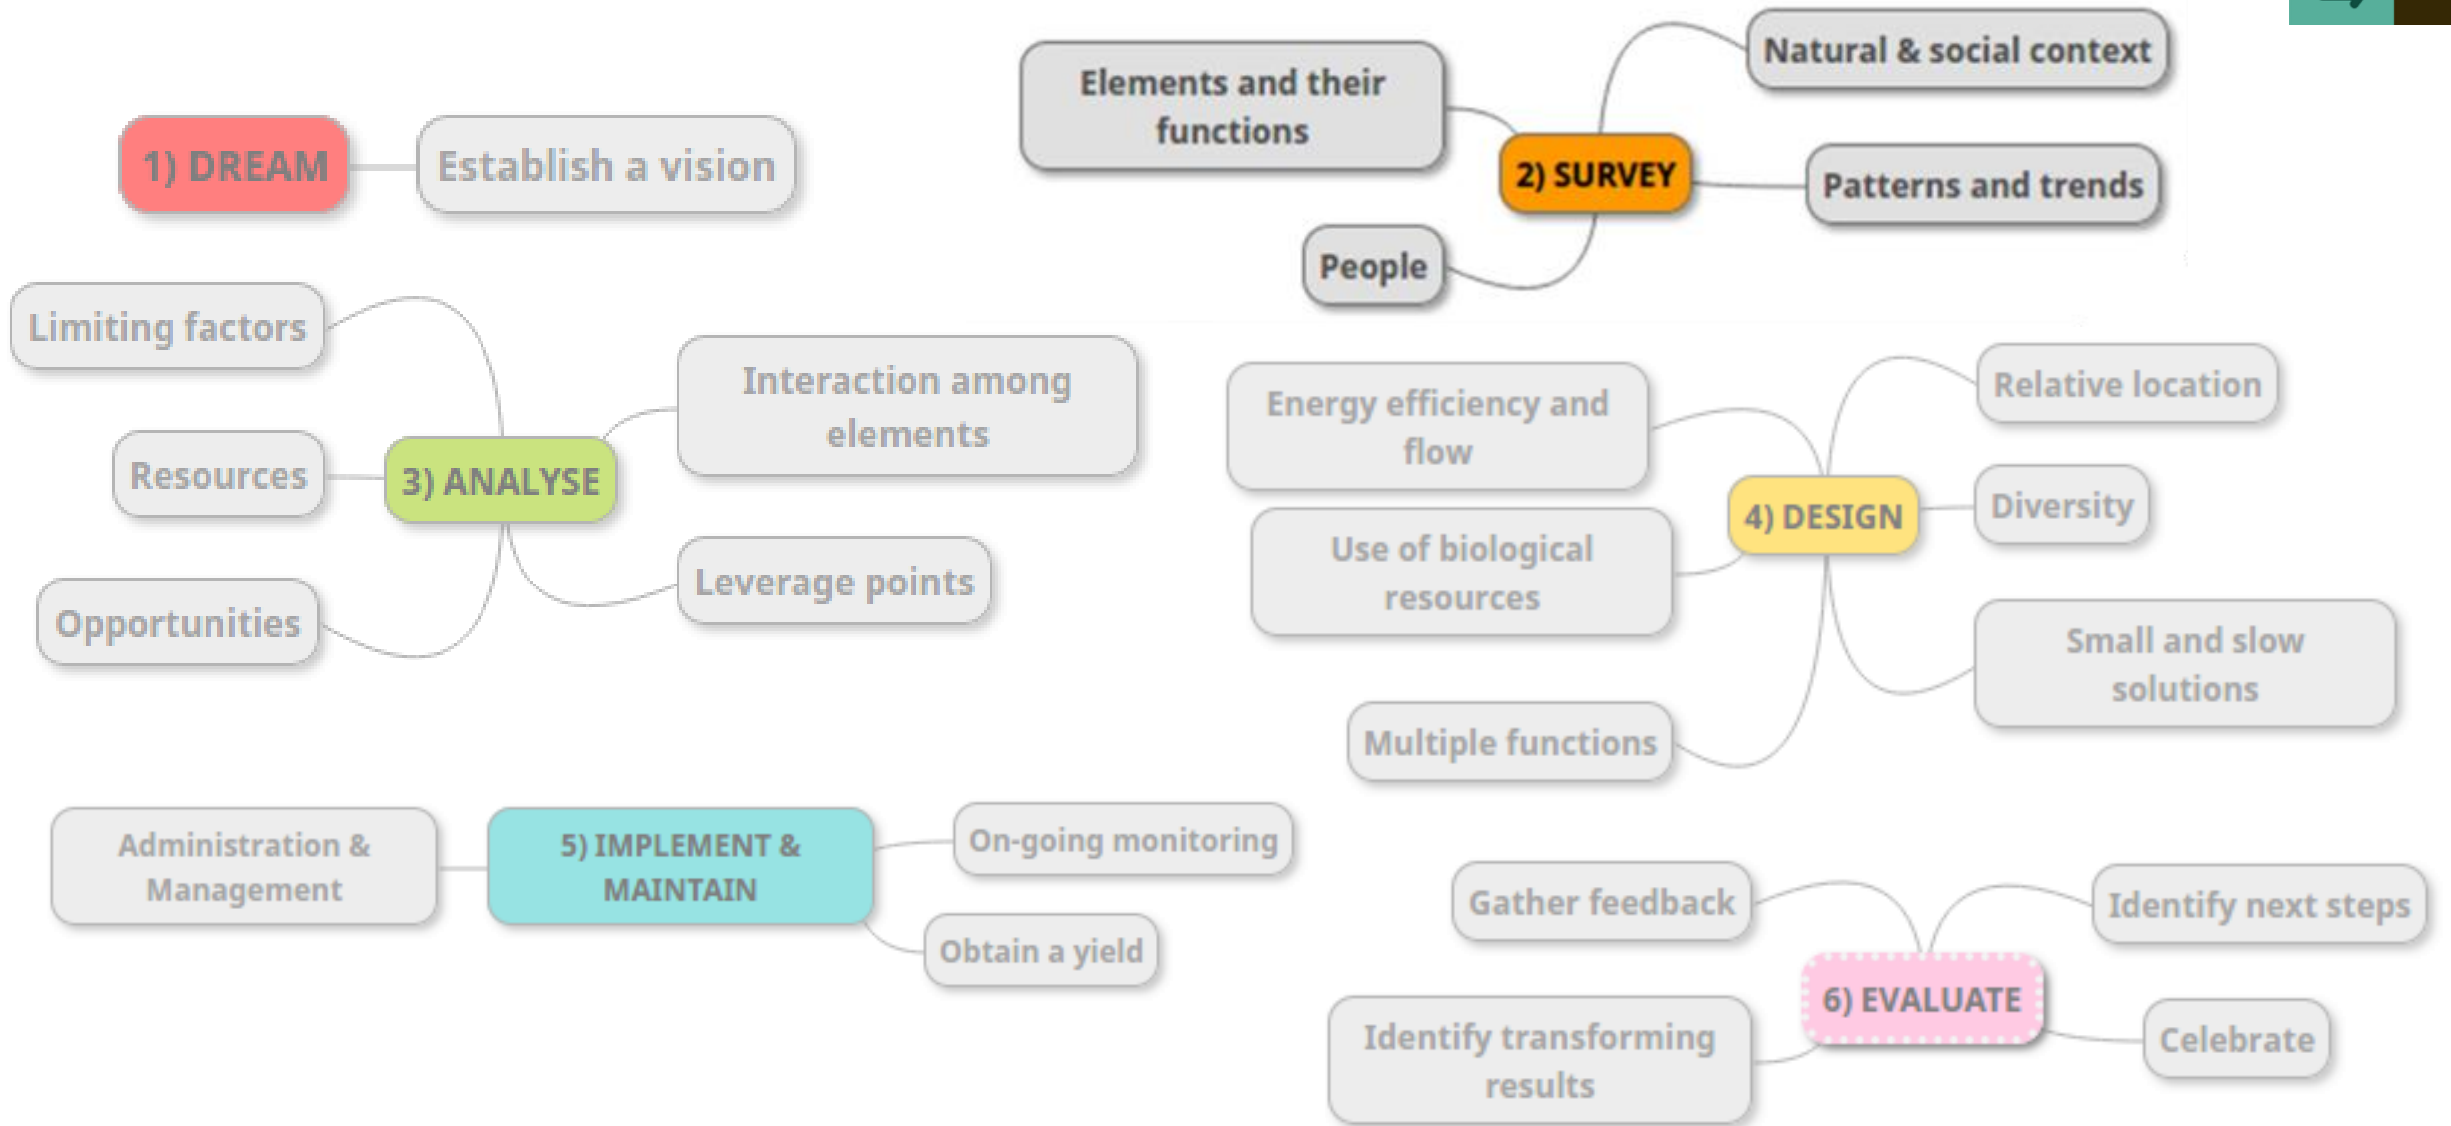 1) DREAM
Establish a vision
Elements and their
functions
Natural & social context
2) SURVEY
Patterns and trends
People
Limiting factors
Resources
Opportunities
3) ANALYSE
Interaction among
elements
Leverage points
Energy efficiency and
flow
Use of biological
resources
Multiple functions
4) DESIGN
Relative location
Diversity
Small and slow
solutions
Administration &
Management
5) IMPLEMENT &
MAINTAIN
On-going monitoring
Obtain a yield
Gather feedback
Identify transforming
results
6) EVALUATE
Identify next steps
Celebrate